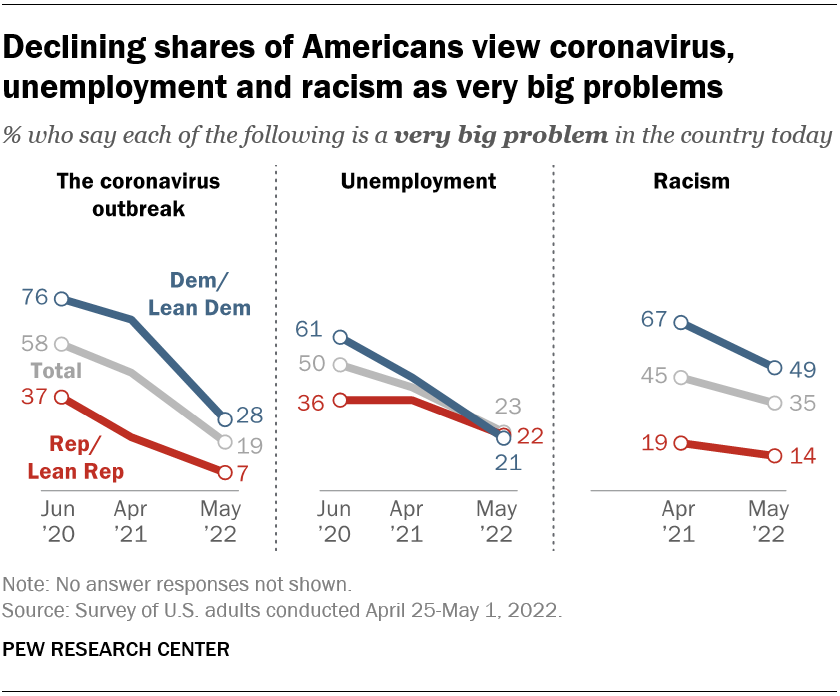 Declining shares of Americans view coronavirus,
unemployment and racism as very big problems
% who say each of the following is a very big problem in the country today
The coronavirus
outbreak
76
Dem/
Lean Dem
58
Total
37
Rep/
Lean Rep
28
19
7
Jun
’20
Apr
’21
May
’22
Unemployment
61
50
36
23
22
21
Jun
’20
Apr
’21
May
’22
Racism
67
49
45
35
19
14
Apr
’21
May
’22
Note: No answer responses not shown.
Source: Survey of U.S. adults conducted April 25-May 1, 2022.
PEW RESEARCH CENTER